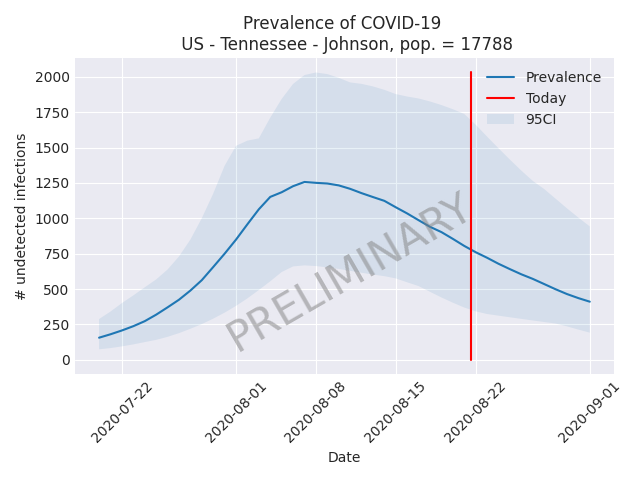 Prevalence of COVID-19
US - Tennessee - Johnson, pop. = 17788
# undetected infections
2000
1750
1500
1250
1000
750
500
250
0
Prevalence
Today
95CI
PRELIMINARY
2020-07-22
2020-08-01
2020-08-08
2020-08-15
2020-08-22
2020-09-01
Date